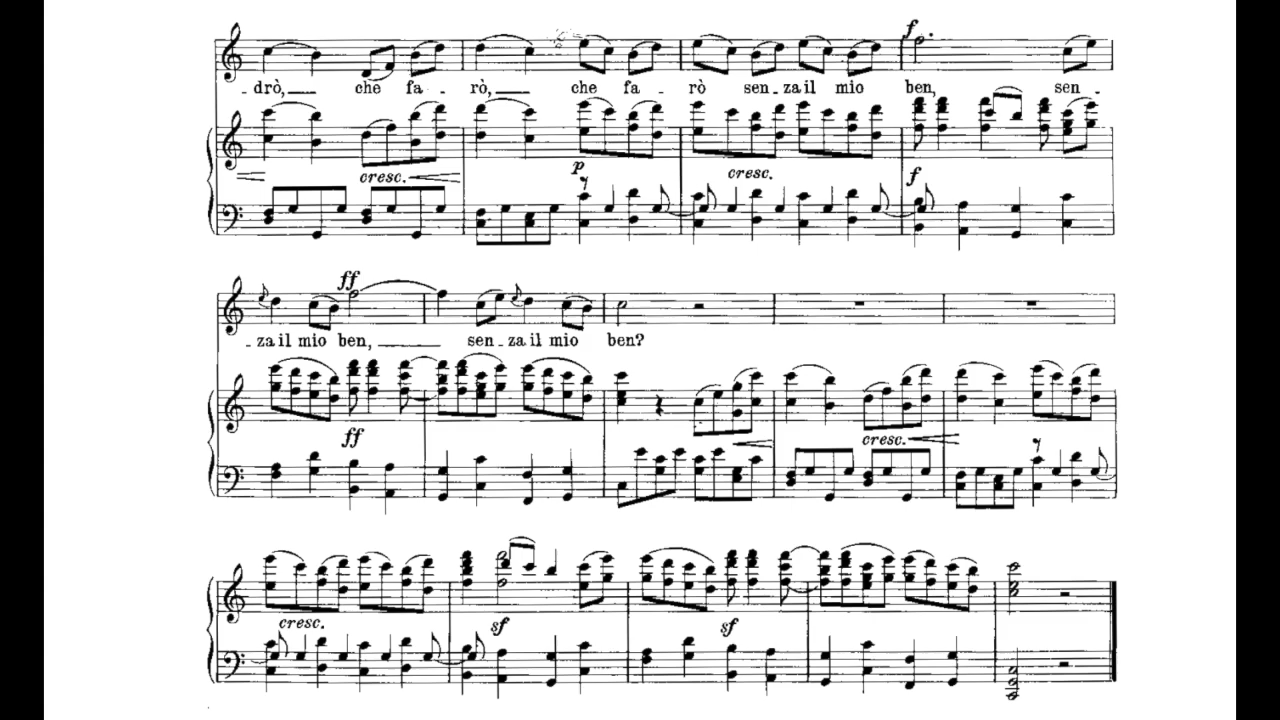 f
- drò, che fa - rò, che fa - rò sen - za il mio ben, sen -
p
cresc. cresc. f
ff
- za il mio ben, sen - za il mio ben?
ff cresc.
cresc. sf sf